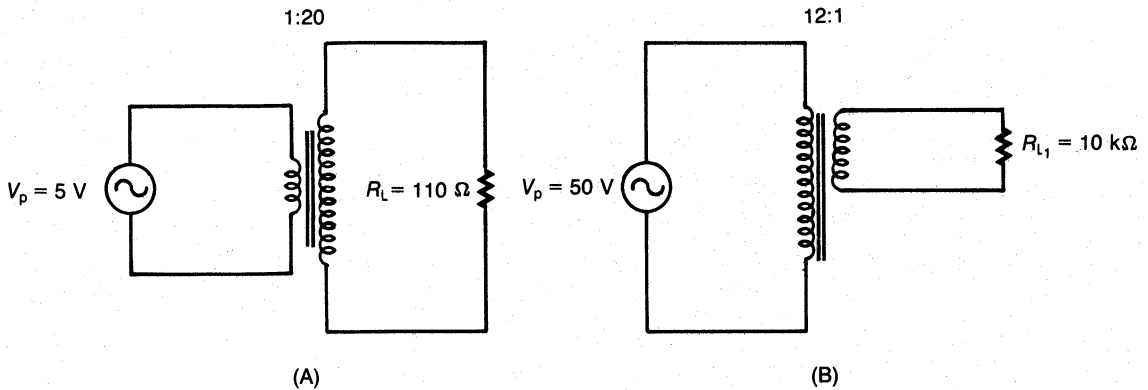 1:20
12:1
V_p = 5 V
R_L = 110 Ω
V_p = 50 V
R_L1 = 10 kΩ
(A)
(B)